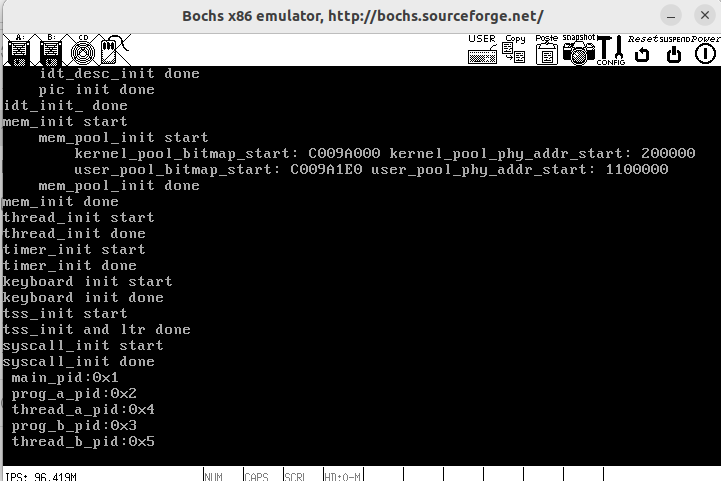 Bochs x86 emulator, http://bochs.sourceforge.net/
A: B: CD USER Copy Paste snapshot CONFIG Reset SUSPEND Power
    idt_desc_init done
    pic init done
idt_init_ done
mem_init start
    mem_pool_init start
        kernel_pool_bitmap_start: C009A000 kernel_pool_phy_addr_start: 200000
        user_pool_bitmap_start: C009A1E0 user_pool_phy_addr_start: 1100000
    mem_pool_init done
mem_init done
thread_init start
thread_init done
timer_init start
timer_init done
keyboard init start
keyboard init done
tss_init start
tss_init and ltr done
syscall_init start
syscall_init done
 main_pid:0x1
 prog_a_pid:0x2
 thread_a_pid:0x4
 prog_b_pid:0x3
 thread_b_pid:0x5
IPS: 96.419M NUM CAPS SCRL HD:0-M